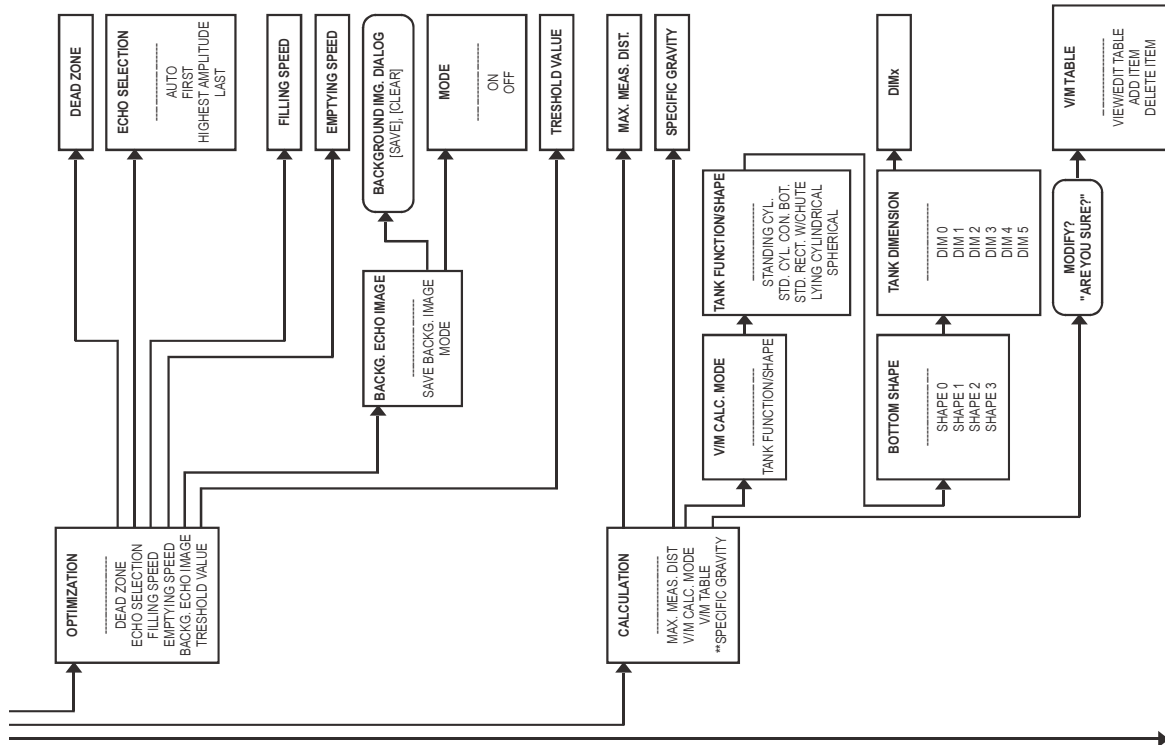 OPTIMIZATION
DEAD ZONE
ECHO SELECTION
FILLING SPEED
EMPTYING SPEED
BACKG. ECHO IMAGE
TRESHOLD VALUE
DEAD ZONE
ECHO SELECTION
AUTO
FIRST
HIGHEST AMPLITUDE
LAST
FILLING SPEED
EMPTYING SPEED
BACKG. ECHO IMAGE
SAVE BACKG. IMAGE
MODE
BACKGROUND IMG. DIALOG
[SAVE], [CLEAR]
MODE
ON
OFF
TRESHOLD VALUE
CALCULATION
MAX. MEAS. DIST
V/M CALC. MODE
V/M TABLE
**SPECIFIC GRAVITY
MAX. MEAS. DIST.
SPECIFIC GRAVITY
V/M CALC. MODE
TANK FUNCTION/SHAPE
TANK FUNCTION/SHAPE
STANDING CYL.
STD. CYL. CON. BOT.
STD. RECT. W/CHUTE
LYING CYLINDRICAL
SPHERICAL
BOTTOM SHAPE
SHAPE 0
SHAPE 1
SHAPE 2
SHAPE 3
TANK DIMENSION
DIM 0
DIM 1
DIM 2
DIM 3
DIM 4
DIM 5
DIMx
MODIFY?
"ARE YOU SURE?"
V/M TABLE
VIEW/EDIT TABLE
ADD ITEM
DELETE ITEM